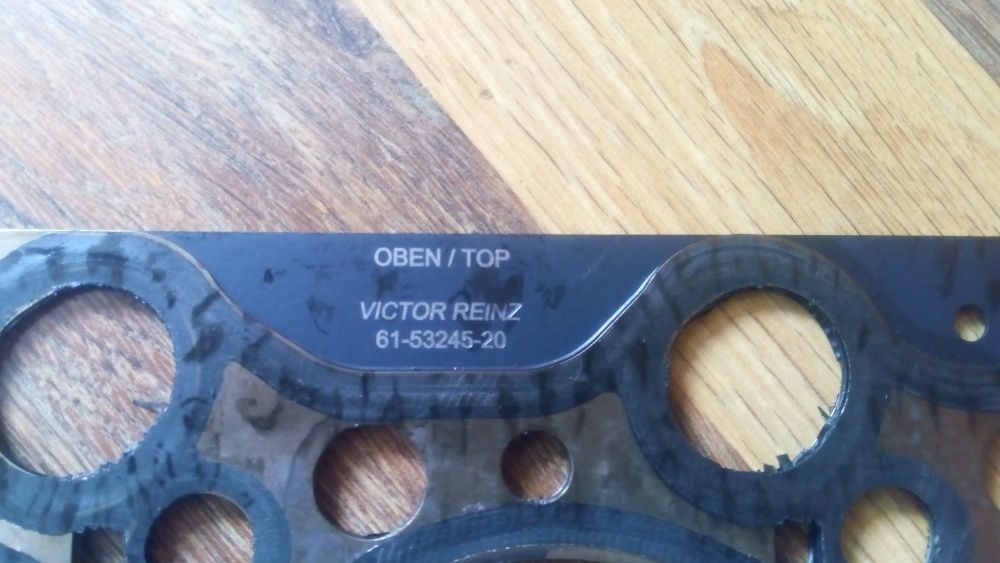 OBEN / TOP
VICTOR REINZ
61-53245-20